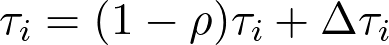 τ_i = (1 − ρ)τ_i + Δτ_i